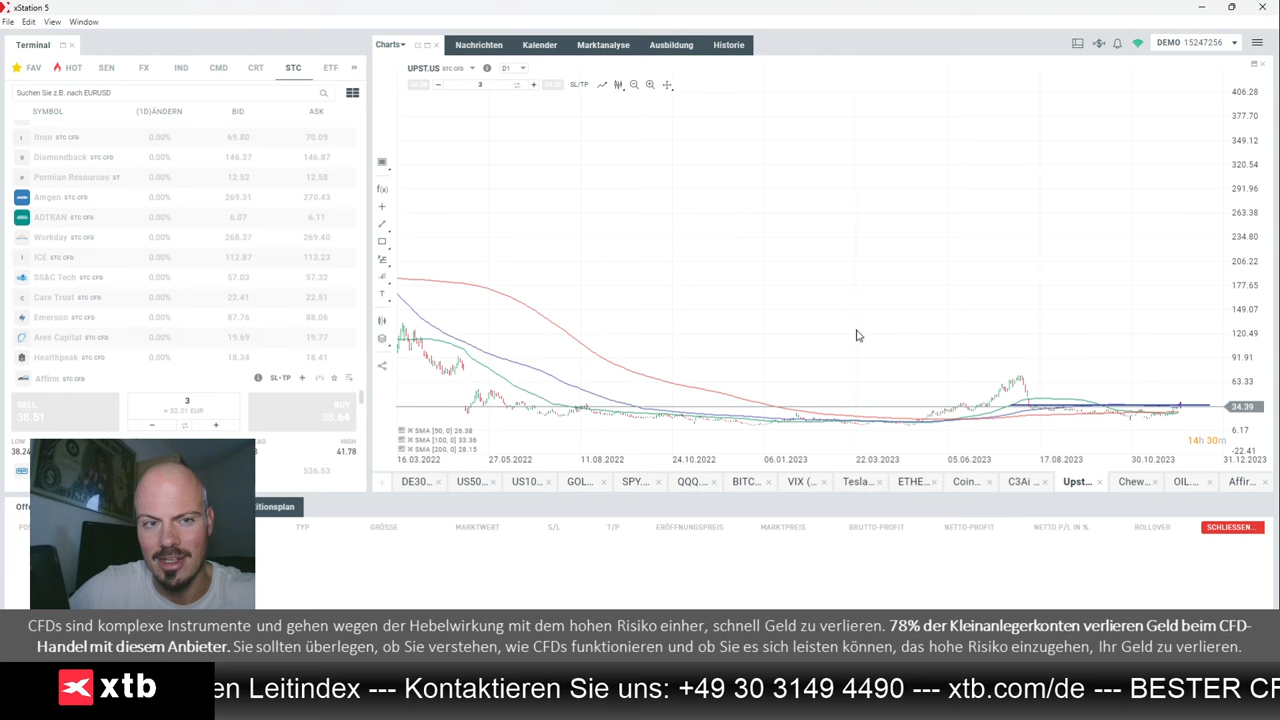 xStation 5
File Edit View Window
Terminal
Charts Nachrichten Kalender Marktanalyse Ausbildung Historie
DEMO 15247256
FAV HOT SEN FX IND CMD CRT STC ETF
UPST.US STC CFD D1
Suchen Sie z.B. nach EURUSD
3 SL/TP
SYMBOL (1D)ÄNDERN BID ASK
Itron STC CFD 0.00% 69.80 70.09
Diamondback STC CFD 0.00% 146.37 146.87
Permian Resources ST 0.00% 12.52 12.58
Amgen STC CFD 0.00% 269.31 270.43
ADTRAN STC CFD 0.00% 6.07 6.11
Workday STC CFD 0.00% 268.37 269.40
ICE STC CFD 0.00% 112.87 113.23
SS&C Tech STC CFD 0.00% 57.03 57.32
Care Trust STC CFD 0.00% 22.41 22.51
Emerson STC CFD 0.00% 87.76 88.06
Ares Capital STC CFD 0.00% 19.69 19.77
Healthpeak STC CFD 0.00% 18.34 18.41
Affirm STC CFD SL+TP
SELL 3 BUY
38.51 ≈ 32.21 EUR 38.64
LOW
38.24 41.78
536,53
406.28
377.70
349.12
320.54
291.96
263.38
234.80
206.22
177.65
149.07
120.49
91.91
63.33
34.39
6.17
-22.41
14h 30m
SMA [50, 0] 26.38
SMA [100, 0] 33.36
SMA [200, 0] 28.15
16.03.2022 27.05.2022 11.08.2022 24.10.2022 06.01.2023 22.03.2023 05.06.2023 17.08.2023 30.10.2023 31.12.2023
DE30... US50... US10... GOL... SPY.... QQQ.... BITC... VIX (... Tesla... ETHE... Coin... C3Ai ... Upst... Chew... OIL.... Affir...
TYP GRÖSSE MARKTWERT S/L T/P ERÖFFNUNGSPREIS MARKTPREIS BRUTTO-PROFIT NETTO-PROFIT NETTO P/L IN % ROLLOVER SCHLIESSEN...
CFDs sind komplexe Instrumente und gehen wegen der Hebelwirkung mit dem hohen Risiko einher, schnell Geld zu verlieren. 78% der Kleinanlegerkonten verlieren Geld beim CFD-
Handel mit diesem Anbieter. Sie sollten überlegen, ob Sie verstehen, wie CFDs funktionieren und ob Sie es sich leisten können, das hohe Risiko einzugehen, Ihr Geld zu verlieren.
xtb en Leitindex --- Kontaktieren Sie uns: +49 30 3149 4490 --- xtb.com/de --- BESTER CF